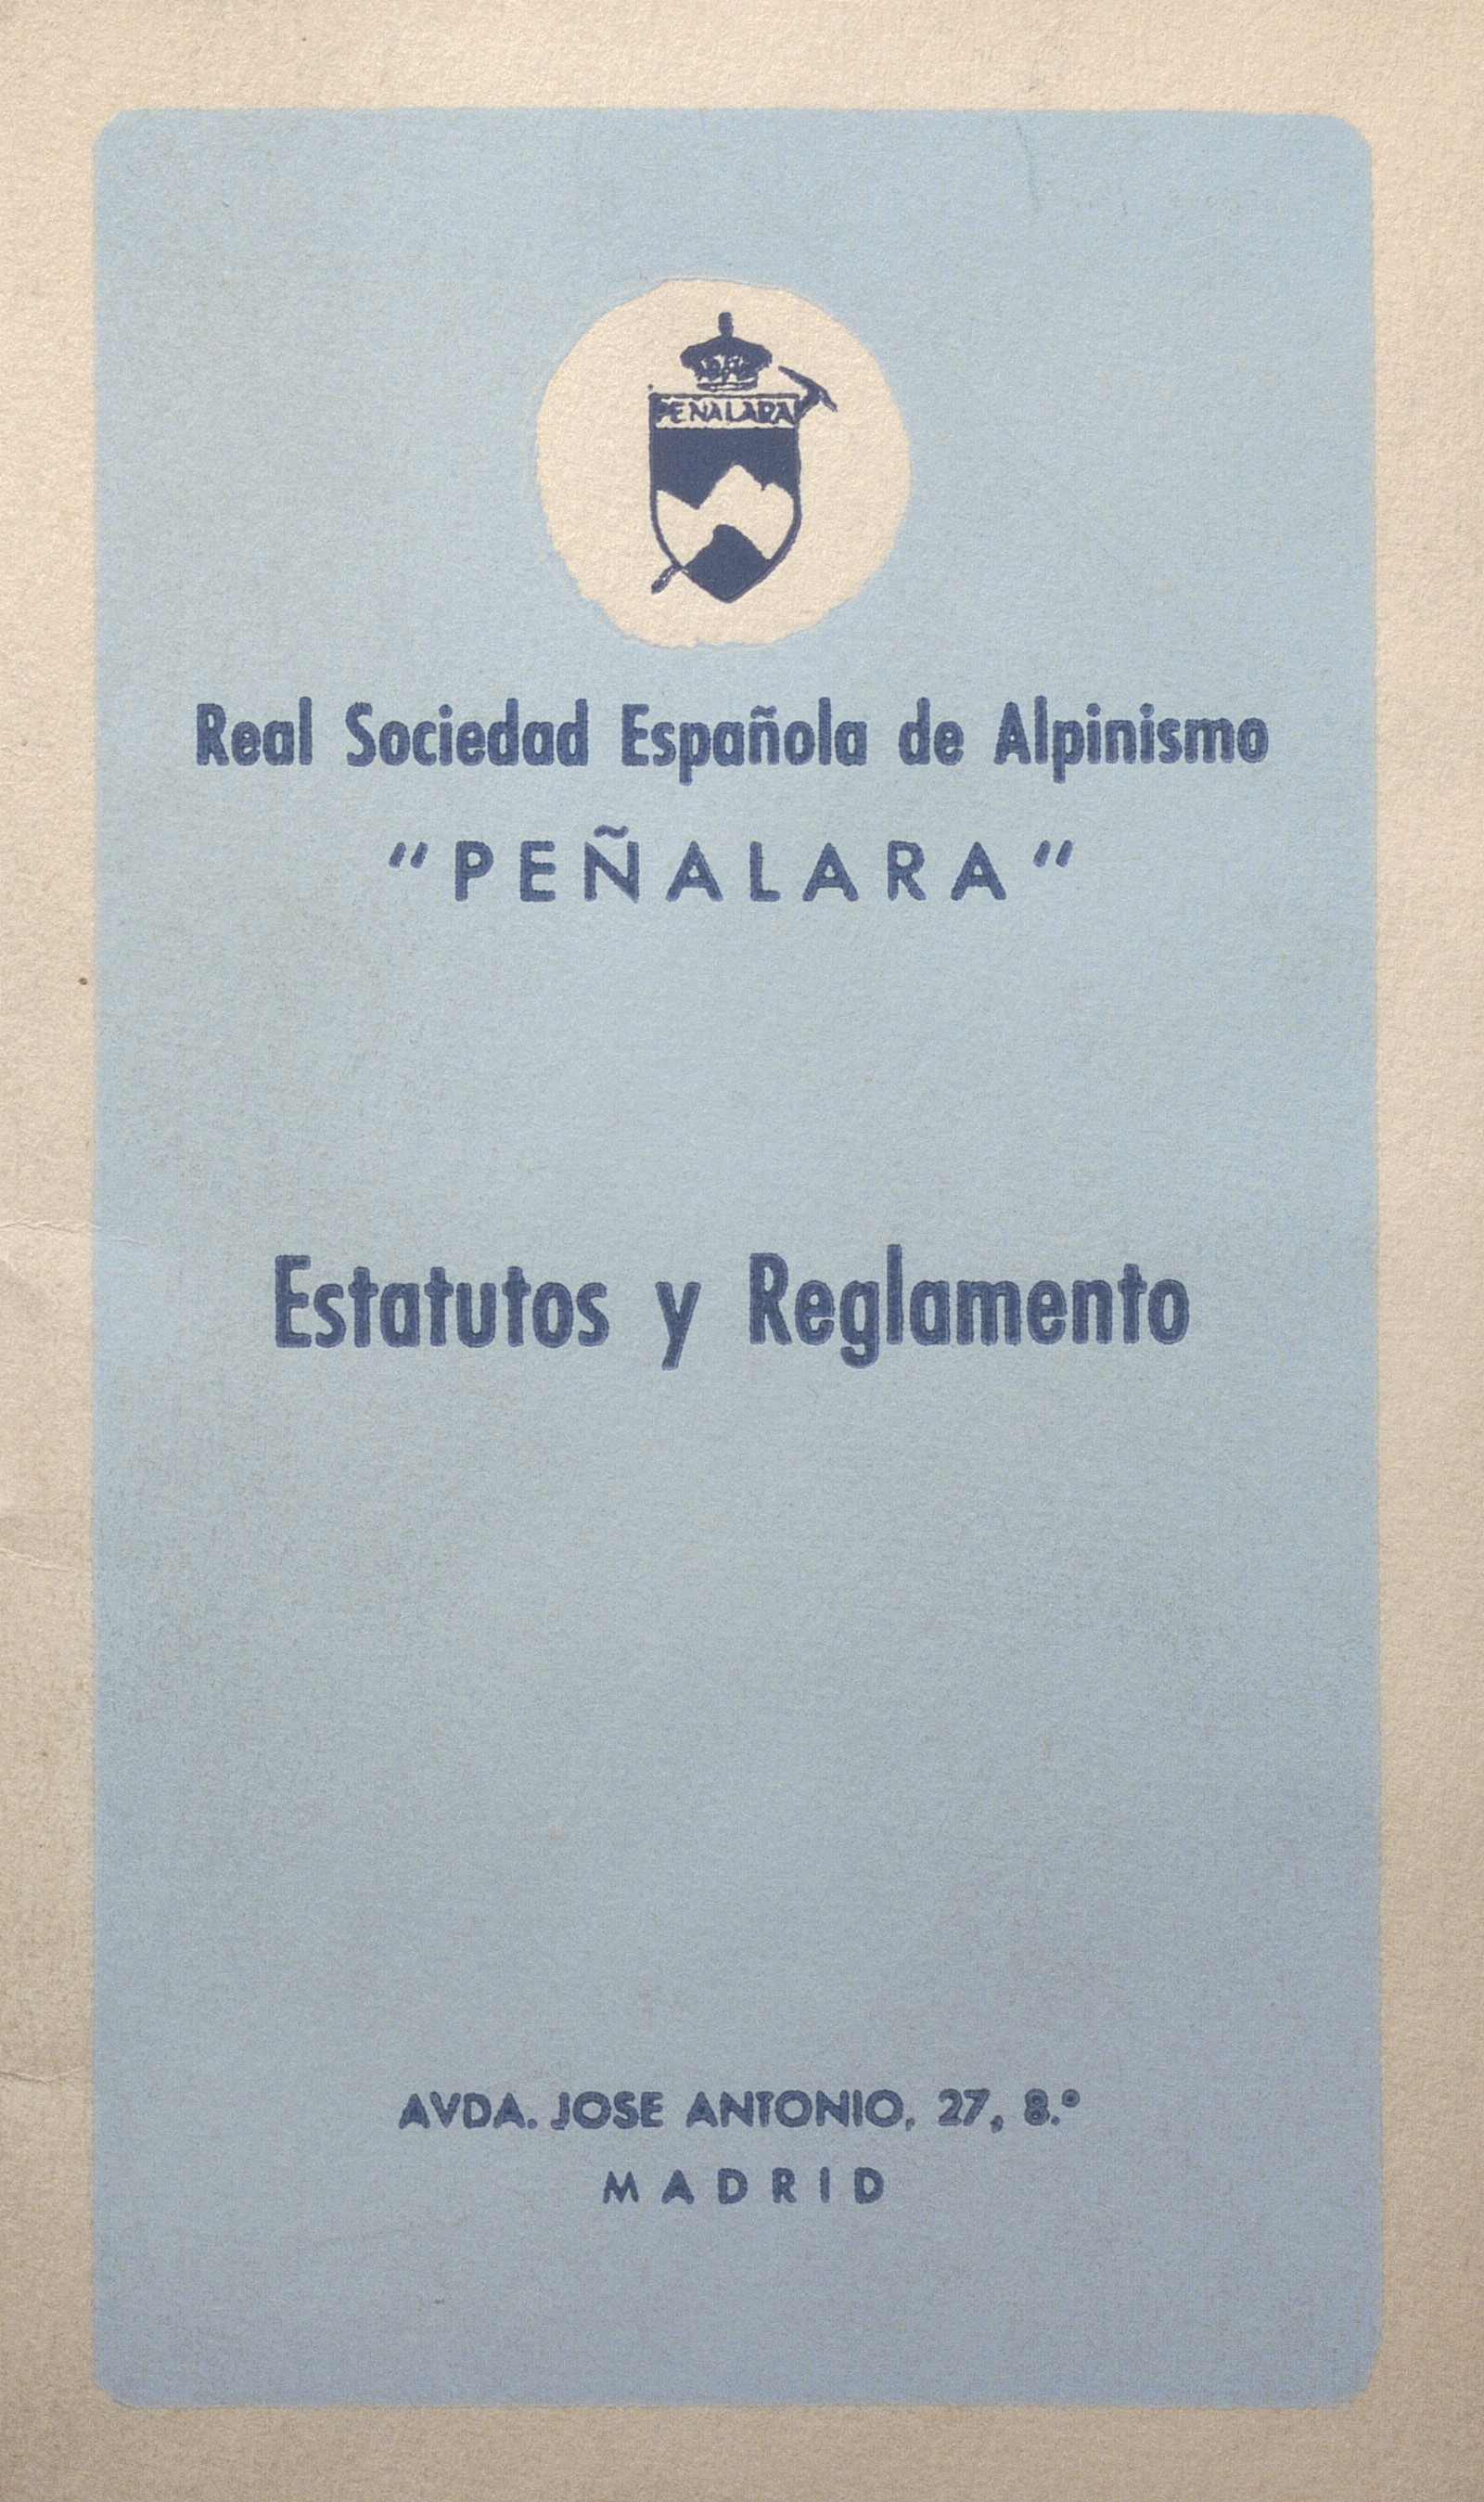 PEÑALARA
Real Sociedad Española de Alpinismo
“PEÑALARA“
Estatutos y Reglamento
AVDA. JOSE ANTONIO, 27, 8.º
MADRID